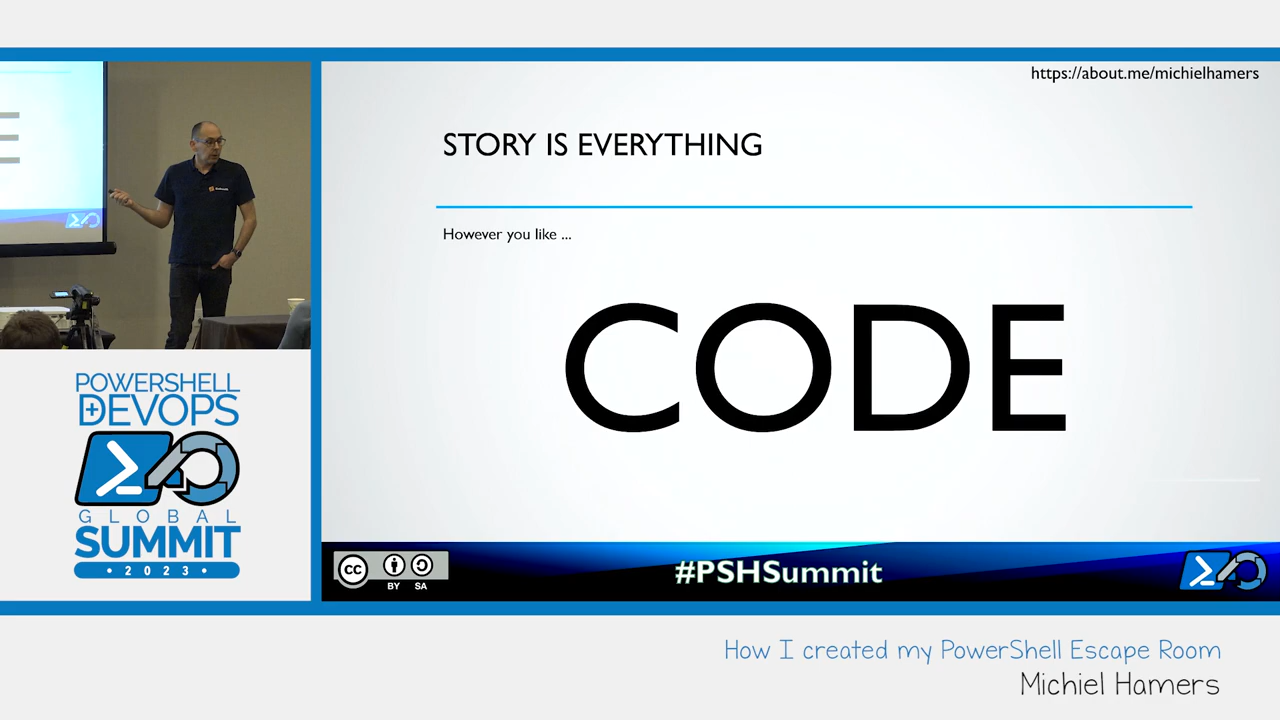 https://about.me/michielhamers
STORY IS EVERYTHING
However you like ...
CODE
E
POWERSHELL
+DEVOPS
GLOBAL
SUMMIT
• 2023 •
cc
BY SA
#PSHSummit
How I created my PowerShell Escape Room
Michiel Hamers